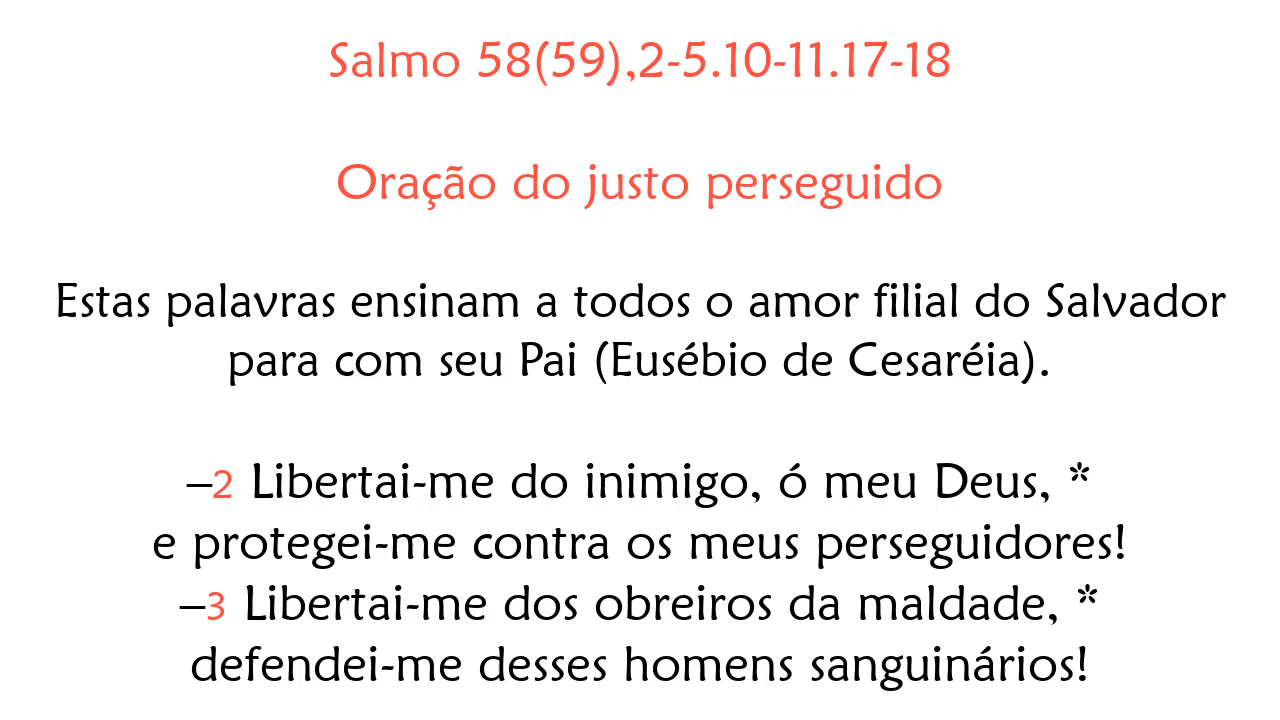 Salmo 58(59),2-5.10-11.17-18
Oração do justo perseguido
Estas palavras ensinam a todos o amor filial do Salvador
para com seu Pai (Eusébio de Cesaréia).
–2 Libertai-me do inimigo, ó meu Deus, *
e protegei-me contra os meus perseguidores!
–3 Libertai-me dos obreiros da maldade, *
defendei-me desses homens sanguinários!